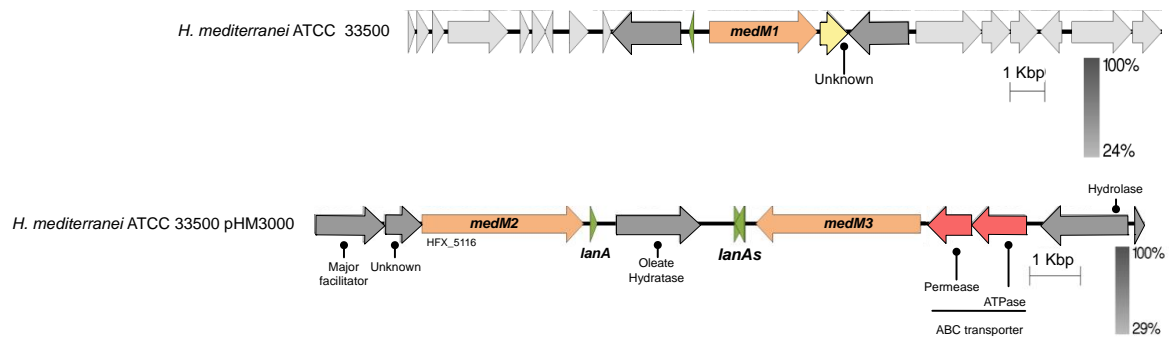 H. mediterranei ATCC 33500
medM1
Unknown
1 Kbp
100%
24%
Hydrolase
H. mediterranei ATCC 33500 pHM3000
medM2
medM3
HFX_5116
lanA
lanAs
Major
facilitator
Unknown
Oleate
Hydratase
Permease
ATPase
ABC transporter
1 Kbp
100%
29%